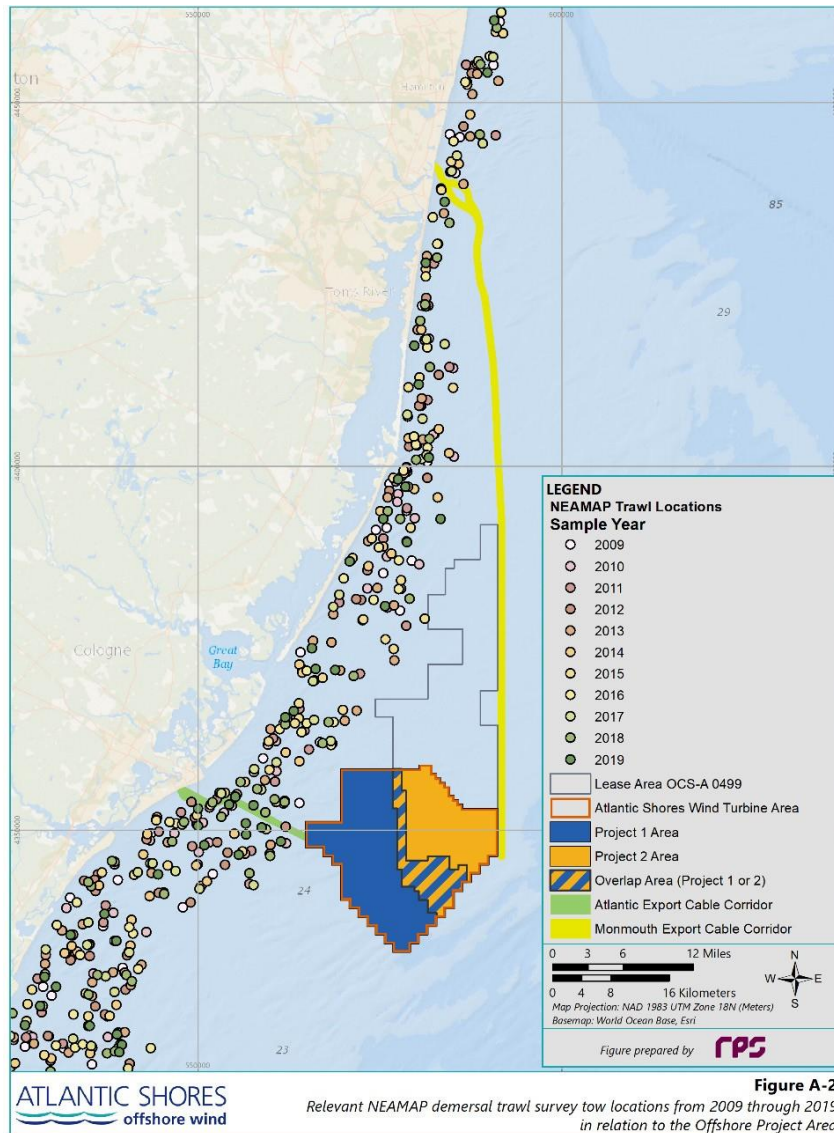 550000
600000
ton
Hamilton
4450000
85
Toms River
29
4400000
Great
Bay
Cologne
4350000
24
23
550000
LEGEND
NEAMAP Trawl Locations
Sample Year
2009
2010
2011
2012
2013
2014
2015
2016
2017
2018
2019
Lease Area OCS-A 0499
Atlantic Shores Wind Turbine Area
Project 1 Area
Project 2 Area
Overlap Area (Project 1 or 2)
Atlantic Export Cable Corridor
Monmouth Export Cable Corridor
0 3 6 12 Miles
0 4 8 16 Kilometers
N
W E
S
Map Projection: NAD 1983 UTM Zone 18N (Meters)
Basemap: World Ocean Base, Esri
Figure prepared by rps
ATLANTIC SHORES
offshore wind
Figure A-2
Relevant NEAMAP demersal trawl survey tow locations from 2009 through 2019
in relation to the Offshore Project Area